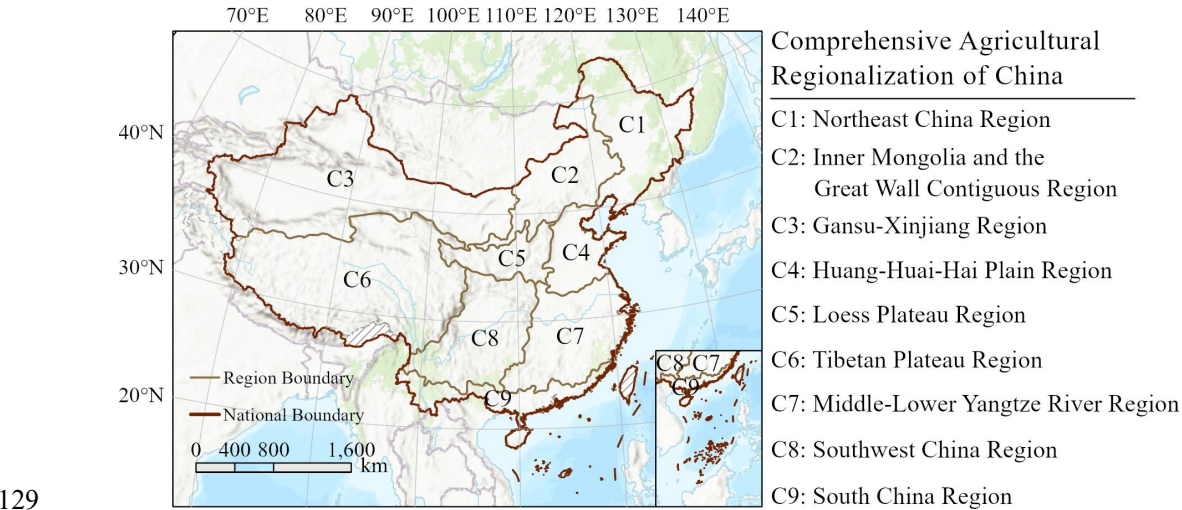 70°E 80°E 90°E 100°E 110°E 120°E 130°E 140°E
40°N
30°N
20°N
C1
C2
C3
C4
C5
C6
C8
C7
C9
Region Boundary
National Boundary
0 400 800 1,600
km
C8 C7
C9
Comprehensive Agricultural
Regionalization of China
C1: Northeast China Region
C2: Inner Mongolia and the
Great Wall Contiguous Region
C3: Gansu-Xinjiang Region
C4: Huang-Huai-Hai Plain Region
C5: Loess Plateau Region
C6: Tibetan Plateau Region
C7: Middle-Lower Yangtze River Region
C8: Southwest China Region
C9: South China Region
129